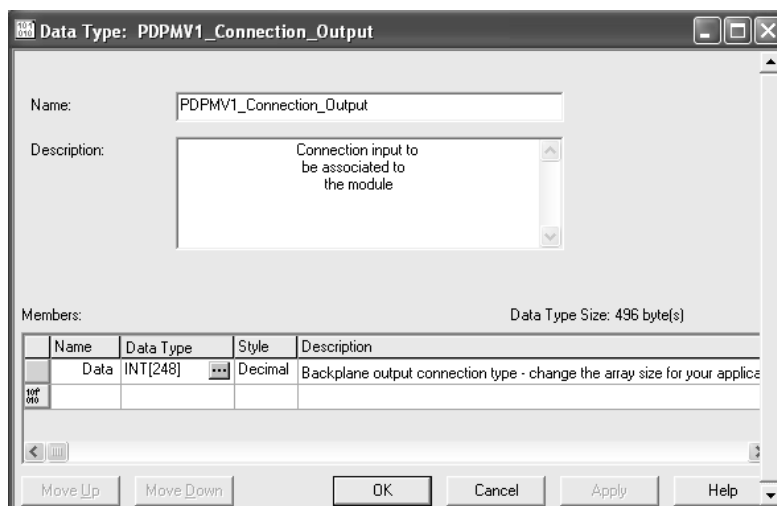 Data Type: PDPMV1_Connection_Output
Name:
PDPMV1_Connection_Output
Description:
Connection input to
be associated to
the module
Members:
Data Type Size: 496 byte(s)
Name Data Type Style Description
Data INT[248] ... Decimal Backplane output connection type - change the array size for your applica
Move Up Move Down OK Cancel Apply Help